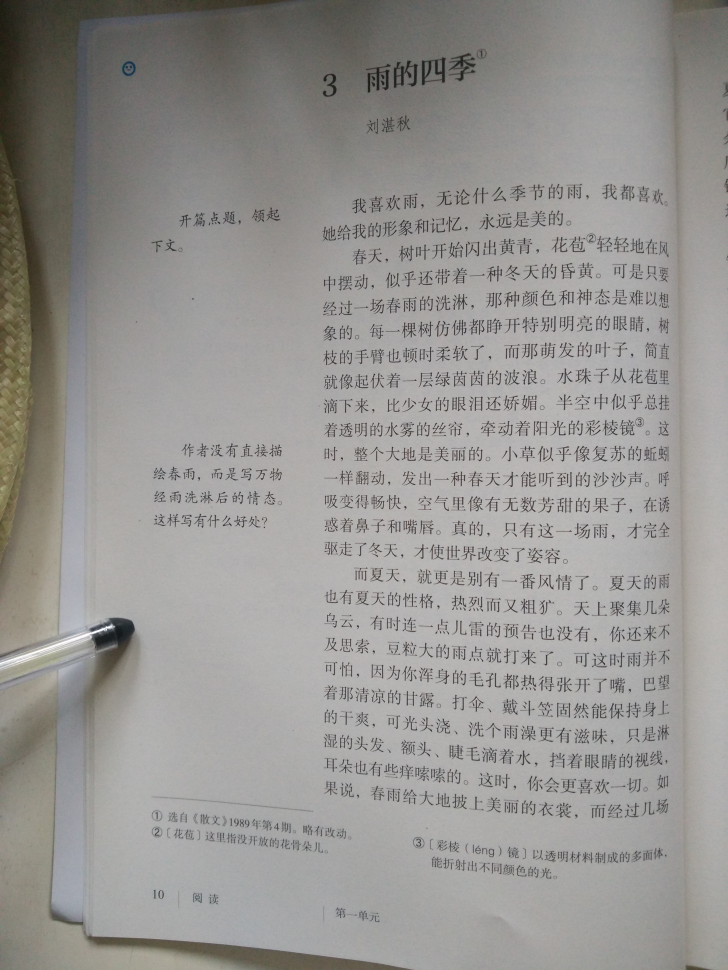 3 雨的四季①
刘湛秋
开篇点题，领起
下文。
我喜欢雨，无论什么季节的雨，我都喜欢。
她给我的形象和记忆，永远是美的。
春天，树叶开始闪出黄青，花苞②轻轻地在风
中摆动，似乎还带着一种冬天的昏黄。可是只要
经过一场春雨的洗淋，那种颜色和神态是难以想
象的。每一棵树仿佛都睁开特别明亮的眼睛，树
枝的手臂也顿时柔软了，而那萌发的叶子，简直
就像起伏着一层绿茵茵的波浪。水珠子从花苞里
滴下来，比少女的眼泪还娇媚。半空中似乎总挂
着透明的水雾的丝帘，牵动着阳光的彩棱镜③。这
时，整个大地是美丽的。小草似乎像复苏的蚯蚓
一样翻动，发出一种春天才能听到的沙沙声。呼
吸变得畅快，空气里像有无数芳甜的果子，在诱
惑着鼻子和嘴唇。真的，只有这一场雨，才完全
驱走了冬天，才使世界改变了姿容。
作者没有直接描
绘春雨，而是写万物
经雨洗淋后的情态。
这样写有什么好处？
而夏天，就更是别有一番风情了。夏天的雨
也有夏天的性格，热烈而又粗犷。天上聚集几朵
乌云，有时连一点儿雷的预告也没有，你还来不
及思索，豆粒大的雨点就打来了。可这时雨并不
可怕，因为你浑身的毛孔都热得张开了嘴，巴望
着那清凉的甘露。打伞、戴斗笠固然能保持身上
的干爽，可光头浇、洗个雨澡更有滋味，只是淋
湿的头发、额头、睫毛滴着水，挡着眼睛的视线，
耳朵也有些痒嗦嗦的。这时，你会更喜欢一切。如
果说，春雨给大地披上美丽的衣裳，而经过几场
① 选自《散文》1989年第4期。略有改动。
②〔花苞〕这里指没开放的花骨朵儿。
③〔彩棱（léng）镜〕以透明材料制成的多面体，
能折射出不同颜色的光。
10 阅读
第一单元